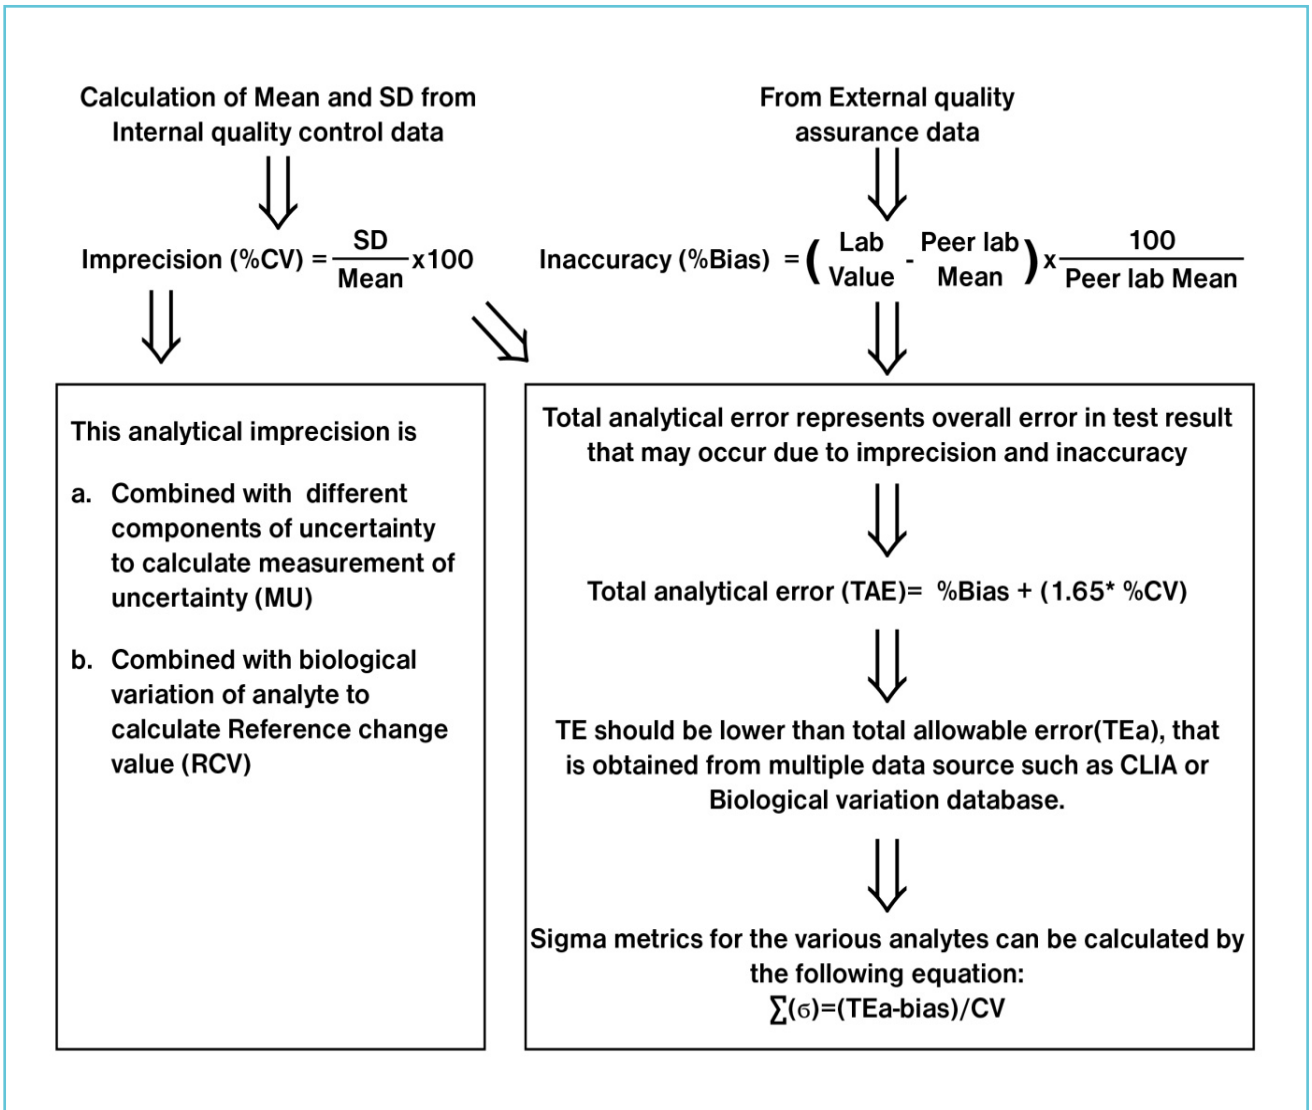 Calculation of Mean and SD from
Internal quality control data
Imprecision (%CV) = SD/Mean x100
This analytical imprecision is
a. Combined with different
components of uncertainty
to calculate measurement of
uncertainty (MU)
b. Combined with biological
variation of analyte to
calculate Reference change
value (RCV)
From External quality
assurance data
Inaccuracy (%Bias) = (Lab Value - Peer lab Mean) x 100/Peer lab Mean
Total analytical error represents overall error in test result
that may occur due to imprecision and inaccuracy
Total analytical error (TAE)= %Bias + (1.65* %CV)
TE should be lower than total allowable error(TEa), that
is obtained from multiple data source such as CLIA or
Biological variation database.
Sigma metrics for the various analytes can be calculated by
the following equation:
∑(σ)=(TEa-bias)/CV